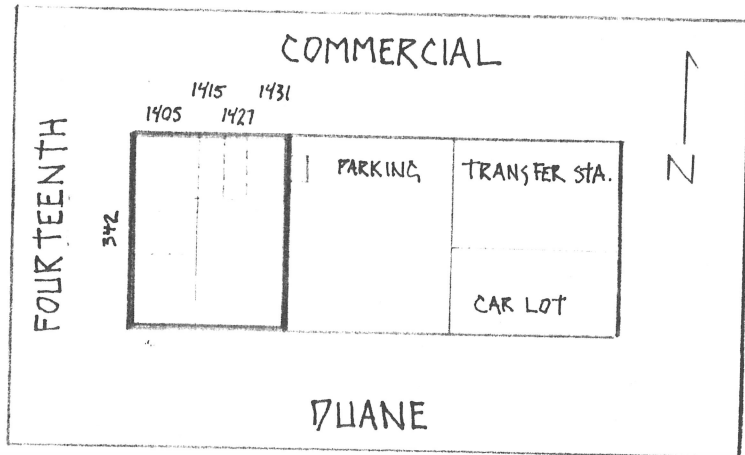 COMMERCIAL
1415 1431
1405 1427
FOURTEENTH
342
PARKING
TRANSFER STA.
N
CAR LOT
DUANE